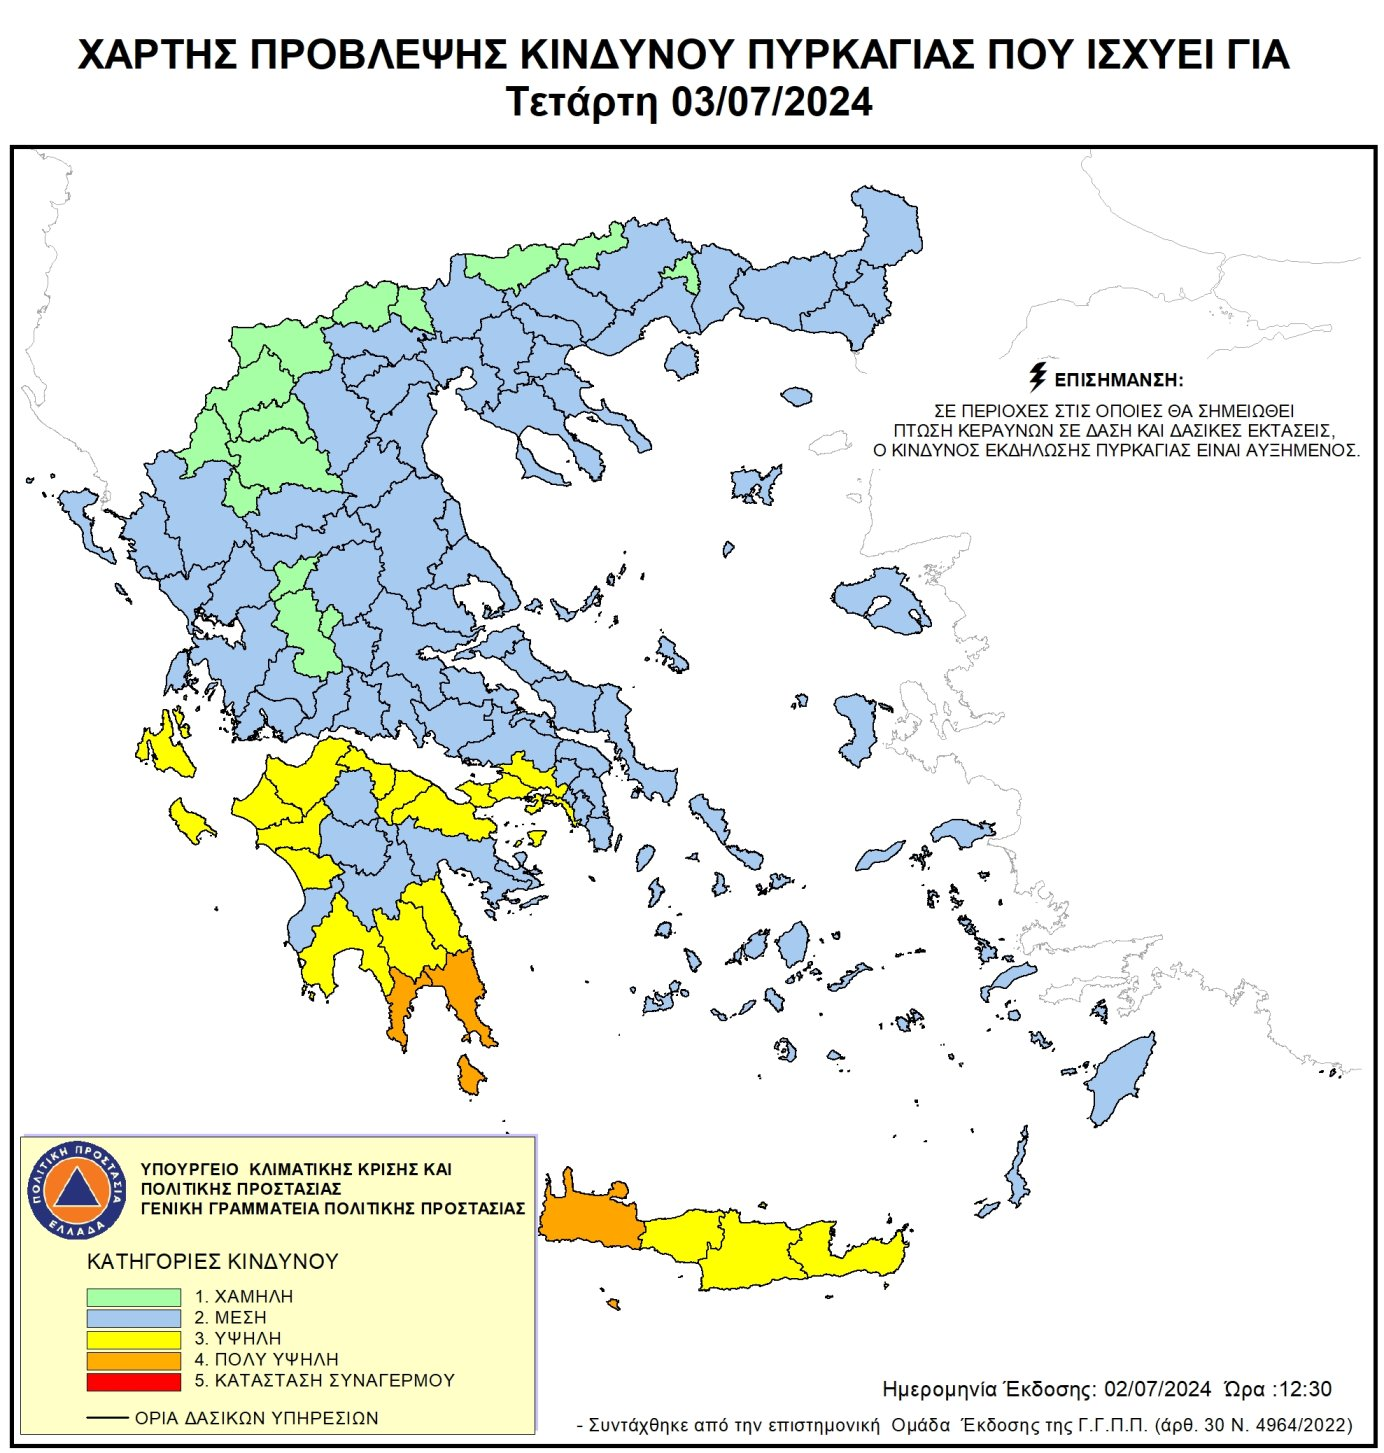 ΧΑΡΤΗΣ ΠΡΟΒΛΕΨΗΣ ΚΙΝΔΥΝΟΥ ΠΥΡΚΑΓΙΑΣ ΠΟΥ ΙΣΧΥΕΙ ΓΙΑ
Τετάρτη 03/07/2024
ΕΠΙΣΗΜΑΝΣΗ:
ΣΕ ΠΕΡΙΟΧΕΣ ΣΤΙΣ ΟΠΟΙΕΣ ΘΑ ΣΗΜΕΙΩΘΕΙ
ΠΤΩΣΗ ΚΕΡΑΥΝΩΝ ΣΕ ΔΑΣΗ ΚΑΙ ΔΑΣΙΚΕΣ ΕΚΤΑΣΕΙΣ,
Ο ΚΙΝΔΥΝΟΣ ΕΚΔΗΛΩΣΗΣ ΠΥΡΚΑΓΙΑΣ ΕΙΝΑΙ ΑΥΞΗΜΕΝΟΣ.
ΠΟΛΙΤΙΚΗ ΠΡΟΣΤΑΣΙΑ
ΕΛΛΑΔΑ
ΥΠΟΥΡΓΕΙΟ ΚΛΙΜΑΤΙΚΗΣ ΚΡΙΣΗΣ ΚΑΙ
ΠΟΛΙΤΙΚΗΣ ΠΡΟΣΤΑΣΙΑΣ
ΓΕΝΙΚΗ ΓΡΑΜΜΑΤΕΙΑ ΠΟΛΙΤΙΚΗΣ ΠΡΟΣΤΑΣΙΑΣ
ΚΑΤΗΓΟΡΙΕΣ ΚΙΝΔΥΝΟΥ
1. ΧΑΜΗΛΗ
2. ΜΕΣΗ
3. ΥΨΗΛΗ
4. ΠΟΛΥ ΥΨΗΛΗ
5. ΚΑΤΑΣΤΑΣΗ ΣΥΝΑΓΕΡΜΟΥ
ΟΡΙΑ ΔΑΣΙΚΩΝ ΥΠΗΡΕΣΙΩΝ
Ημερομηνία Έκδοσης: 02/07/2024 Ώρα :12:30
- Συντάχθηκε από την επιστημονική Ομάδα Έκδοσης της Γ.Γ.Π.Π. (άρθ. 30 Ν. 4964/2022)